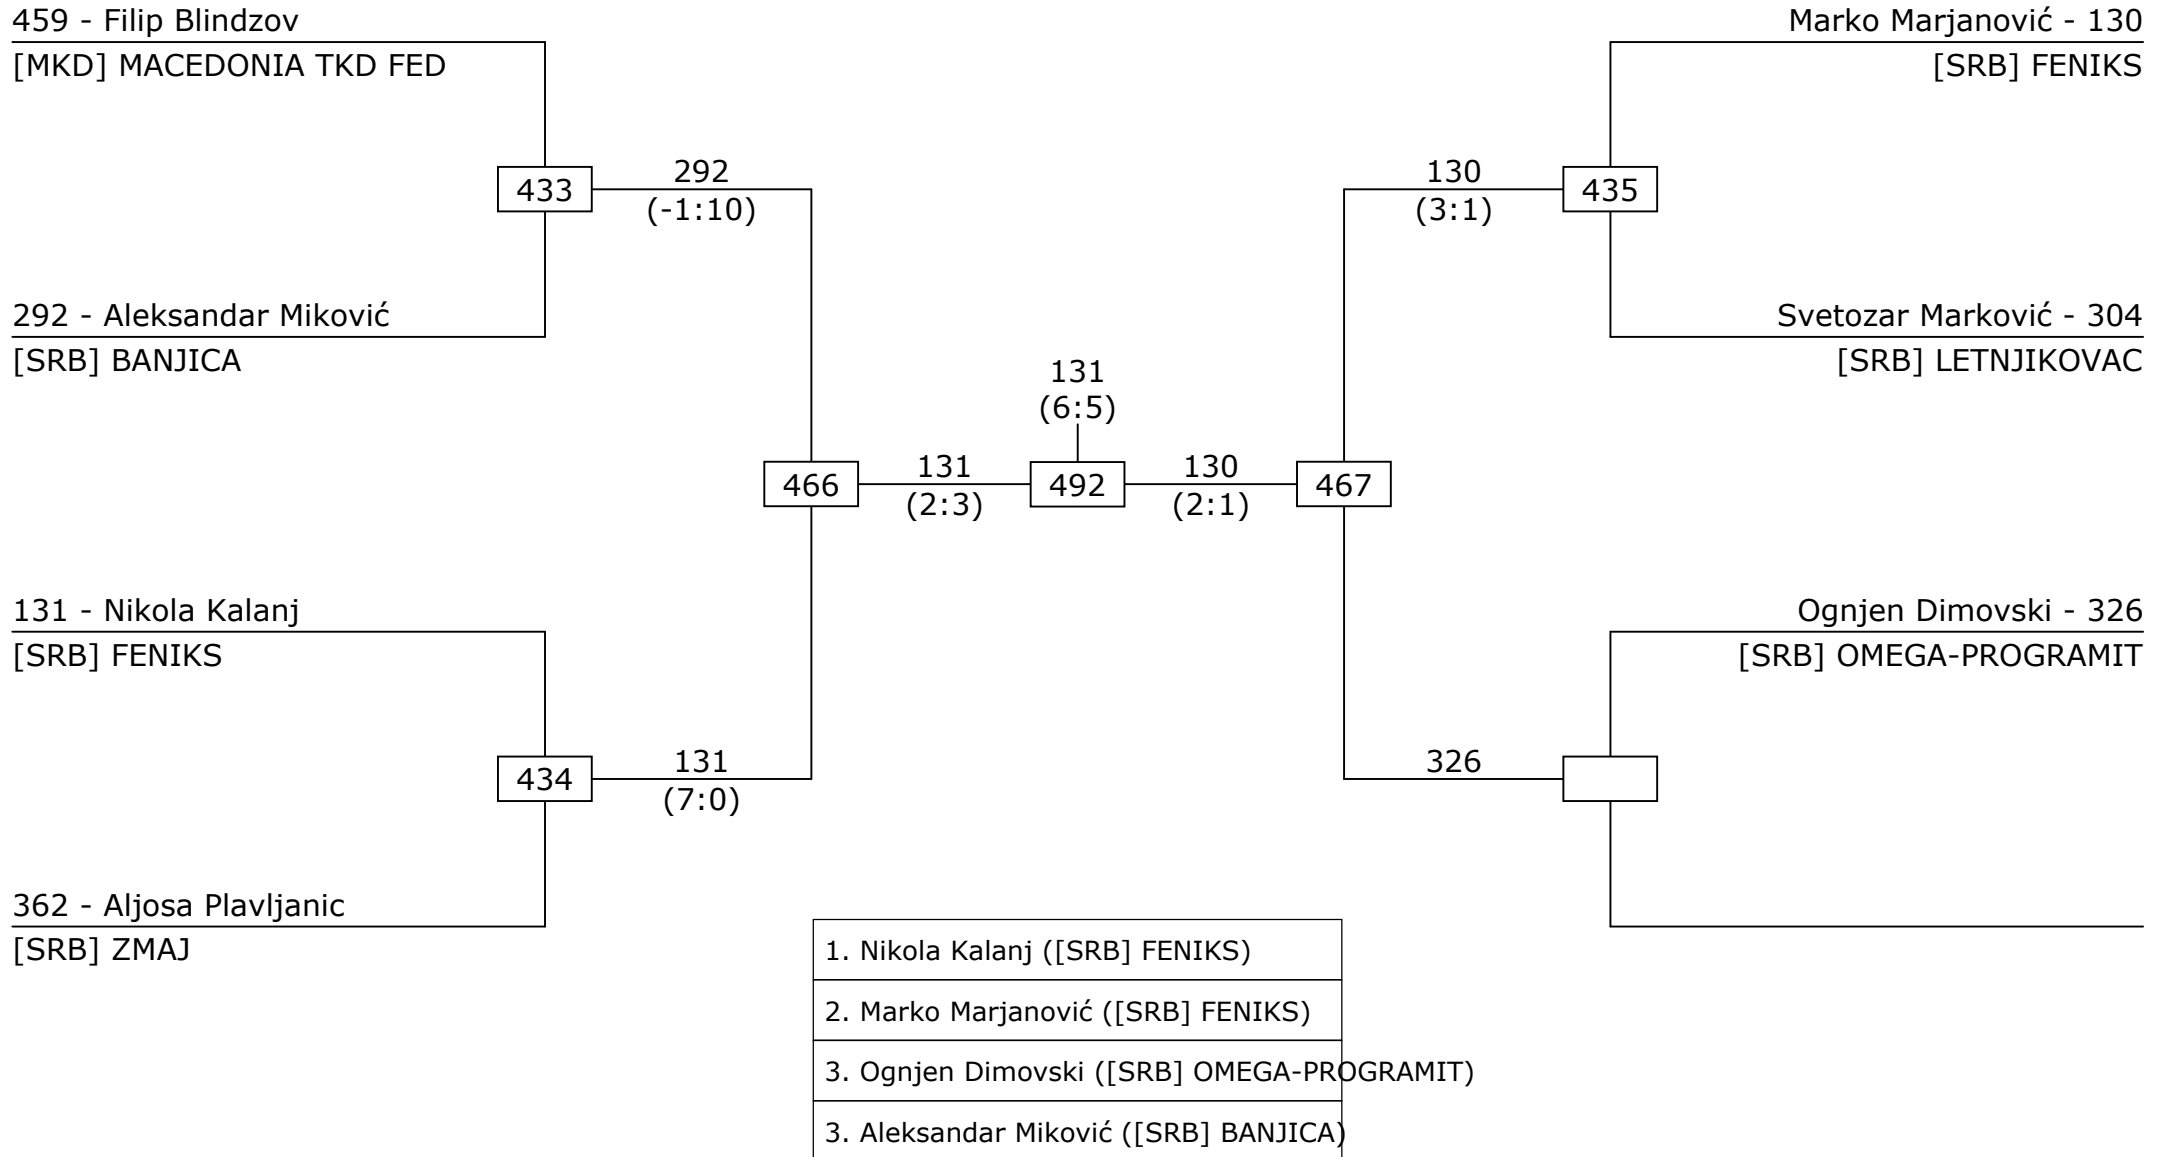 459 - Filip Blindzov
[MKD] MACEDONIA TKD FED
433
292
(-1:10)
292 - Aleksandar Miković
[SRB] BANJICA
131 - Nikola Kalanj
[SRB] FENIKS
434
131
(7:0)
362 - Aljosa Plavljanic
[SRB] ZMAJ
466
131
(2:3)
131
(6:5)
492
130
(2:1)
467
Marko Marjanović - 130
[SRB] FENIKS
130
(3:1)
435
Svetozar Marković - 304
[SRB] LETNJIKOVAC
Ognjen Dimovski - 326
[SRB] OMEGA-PROGRAMIT
326
1. Nikola Kalanj ([SRB] FENIKS)
2. Marko Marjanović ([SRB] FENIKS)
3. Ognjen Dimovski ([SRB] OMEGA-PROGRAMIT)
3. Aleksandar Miković ([SRB] BANJICA)